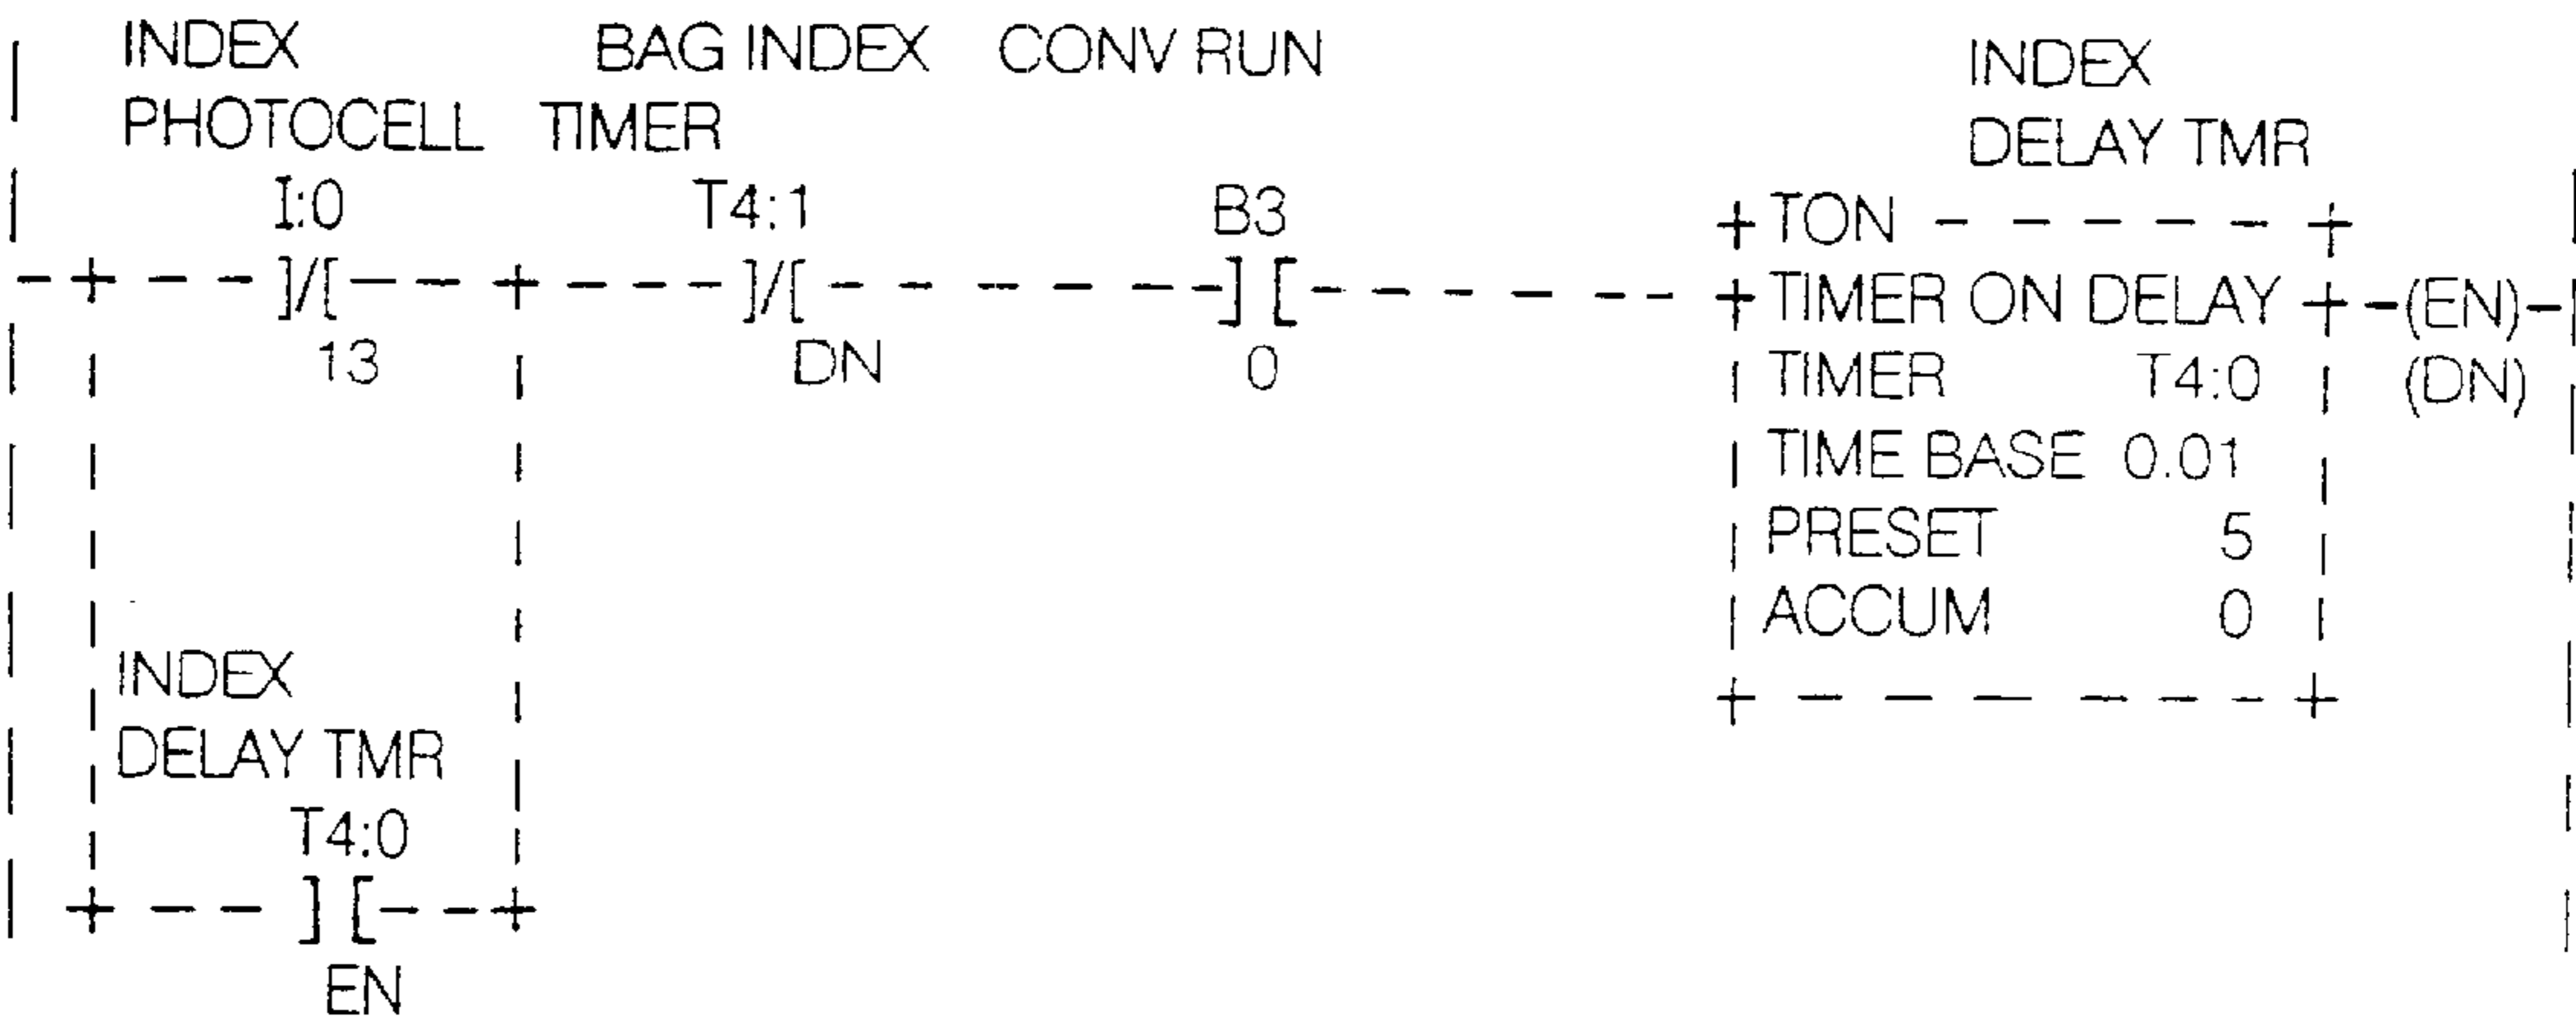 INDEX BAG INDEX CONV RUN INDEX
PHOTOCELL TIMER DELAY TMR
I:0 T4:1 B3 +TON - - - - - - +
--+ - - - ]/[ - - - + - - - - ]/[ - - - - - - - ] [ - - - - - - - + TIMER ON DELAY + -(EN)-
13 DN 0 TIMER T4:0 (DN)
TIME BASE 0.01
PRESET 5
ACCUM 0
INDEX
DELAY TMR
T4:0
+ - - - ] [ - - - +
EN